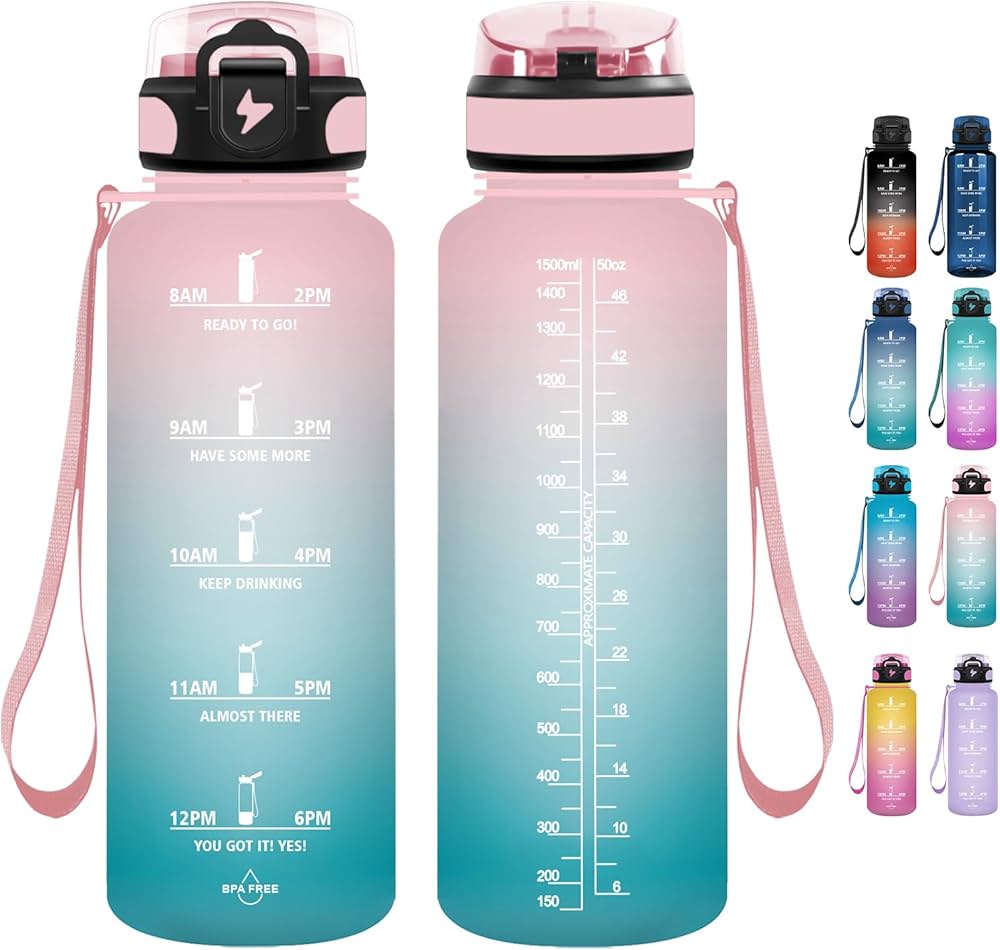 8AM 2PM
READY TO GO!
9AM 3PM
HAVE SOME MORE
10AM 4PM
KEEP DRINKING
11AM 5PM
ALMOST THERE
12PM 6PM
YOU GOT IT! YES!
BPA FREE
1500ml 50oz
1400 46
1300
42
1200
38
1100
1000 34
900
30
800
26
700
22
600
18
500
14
400
300 10
200
6
150
APPROXIMATE CAPACITY